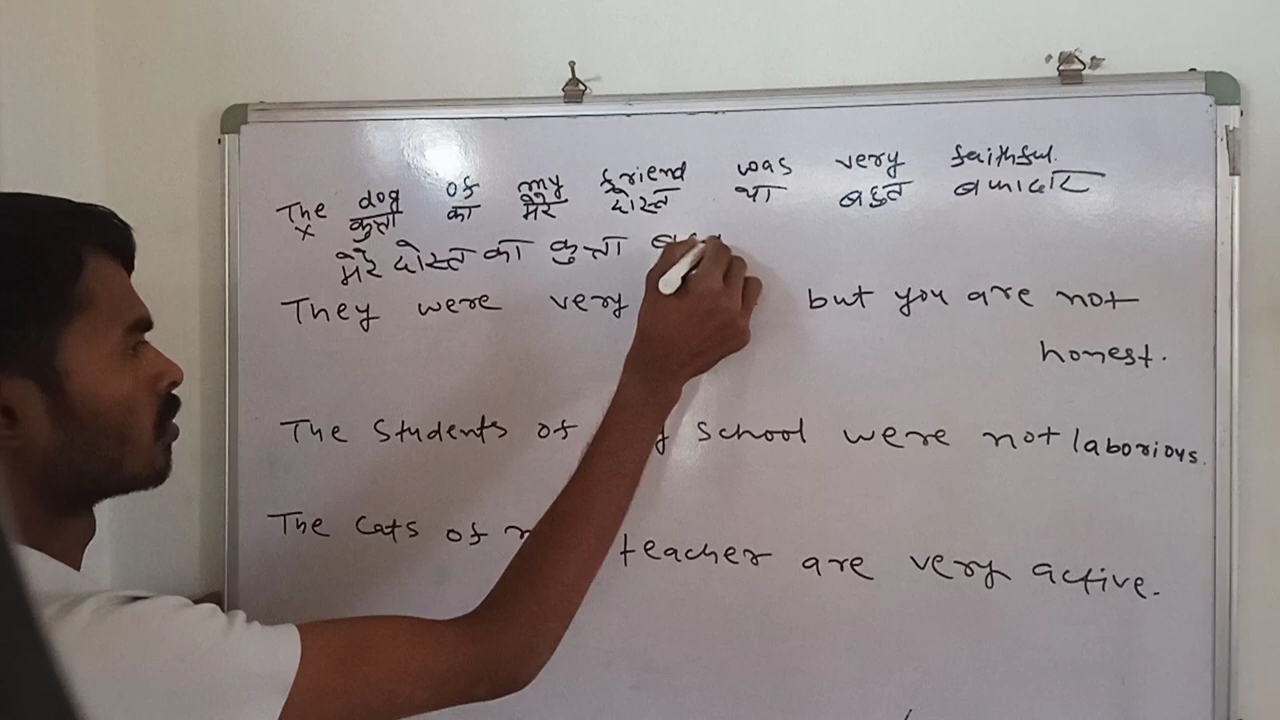 The dog of my friend was very faithful.
x कुत्ता का मेरे दोस्त था बहुत बफादार
मेरे दोस्त का कुत्ता
They were very but you are not
honest.
The students of school were not laborious.
The cats of teacher are very active.